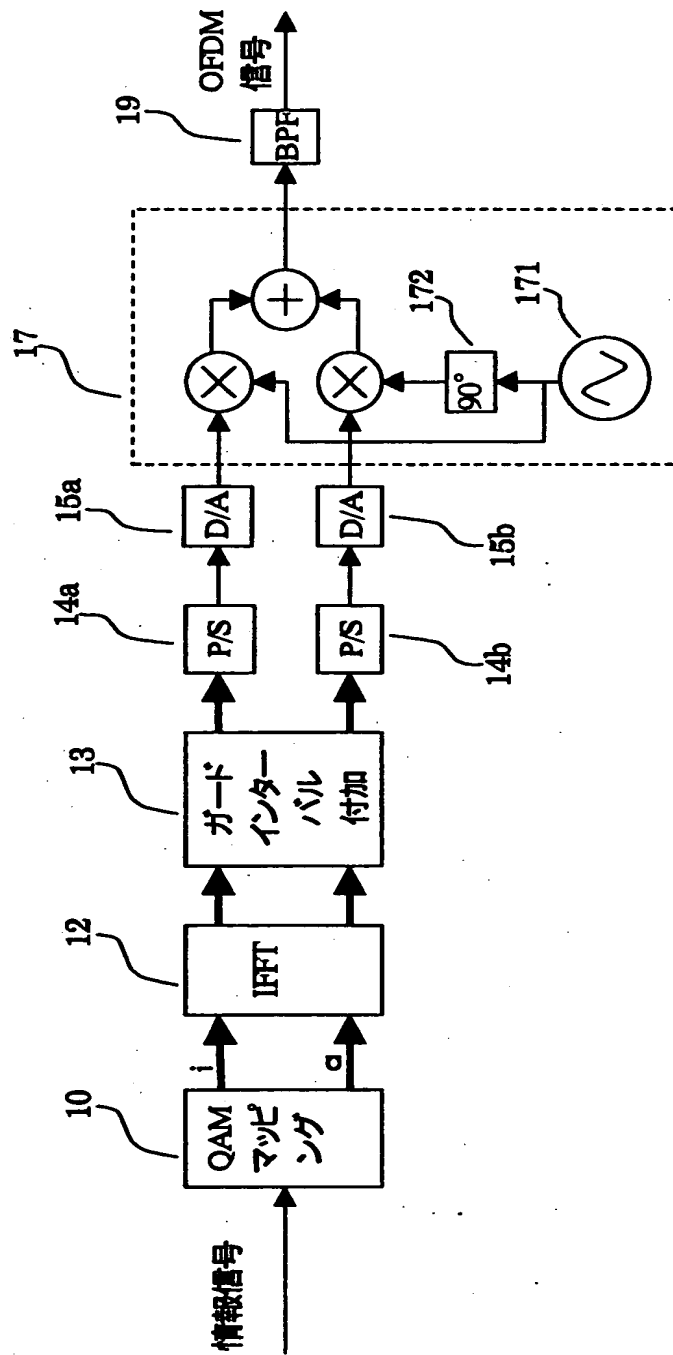 情報信号
10
QAM
マッピ
ング
i
q
12
IFFT
13
ガード
インター
バル
付加
14a
P/S
P/S
14b
15a
D/A
D/A
15b
17
90°
172
171
19
BPF
OFDM
信号